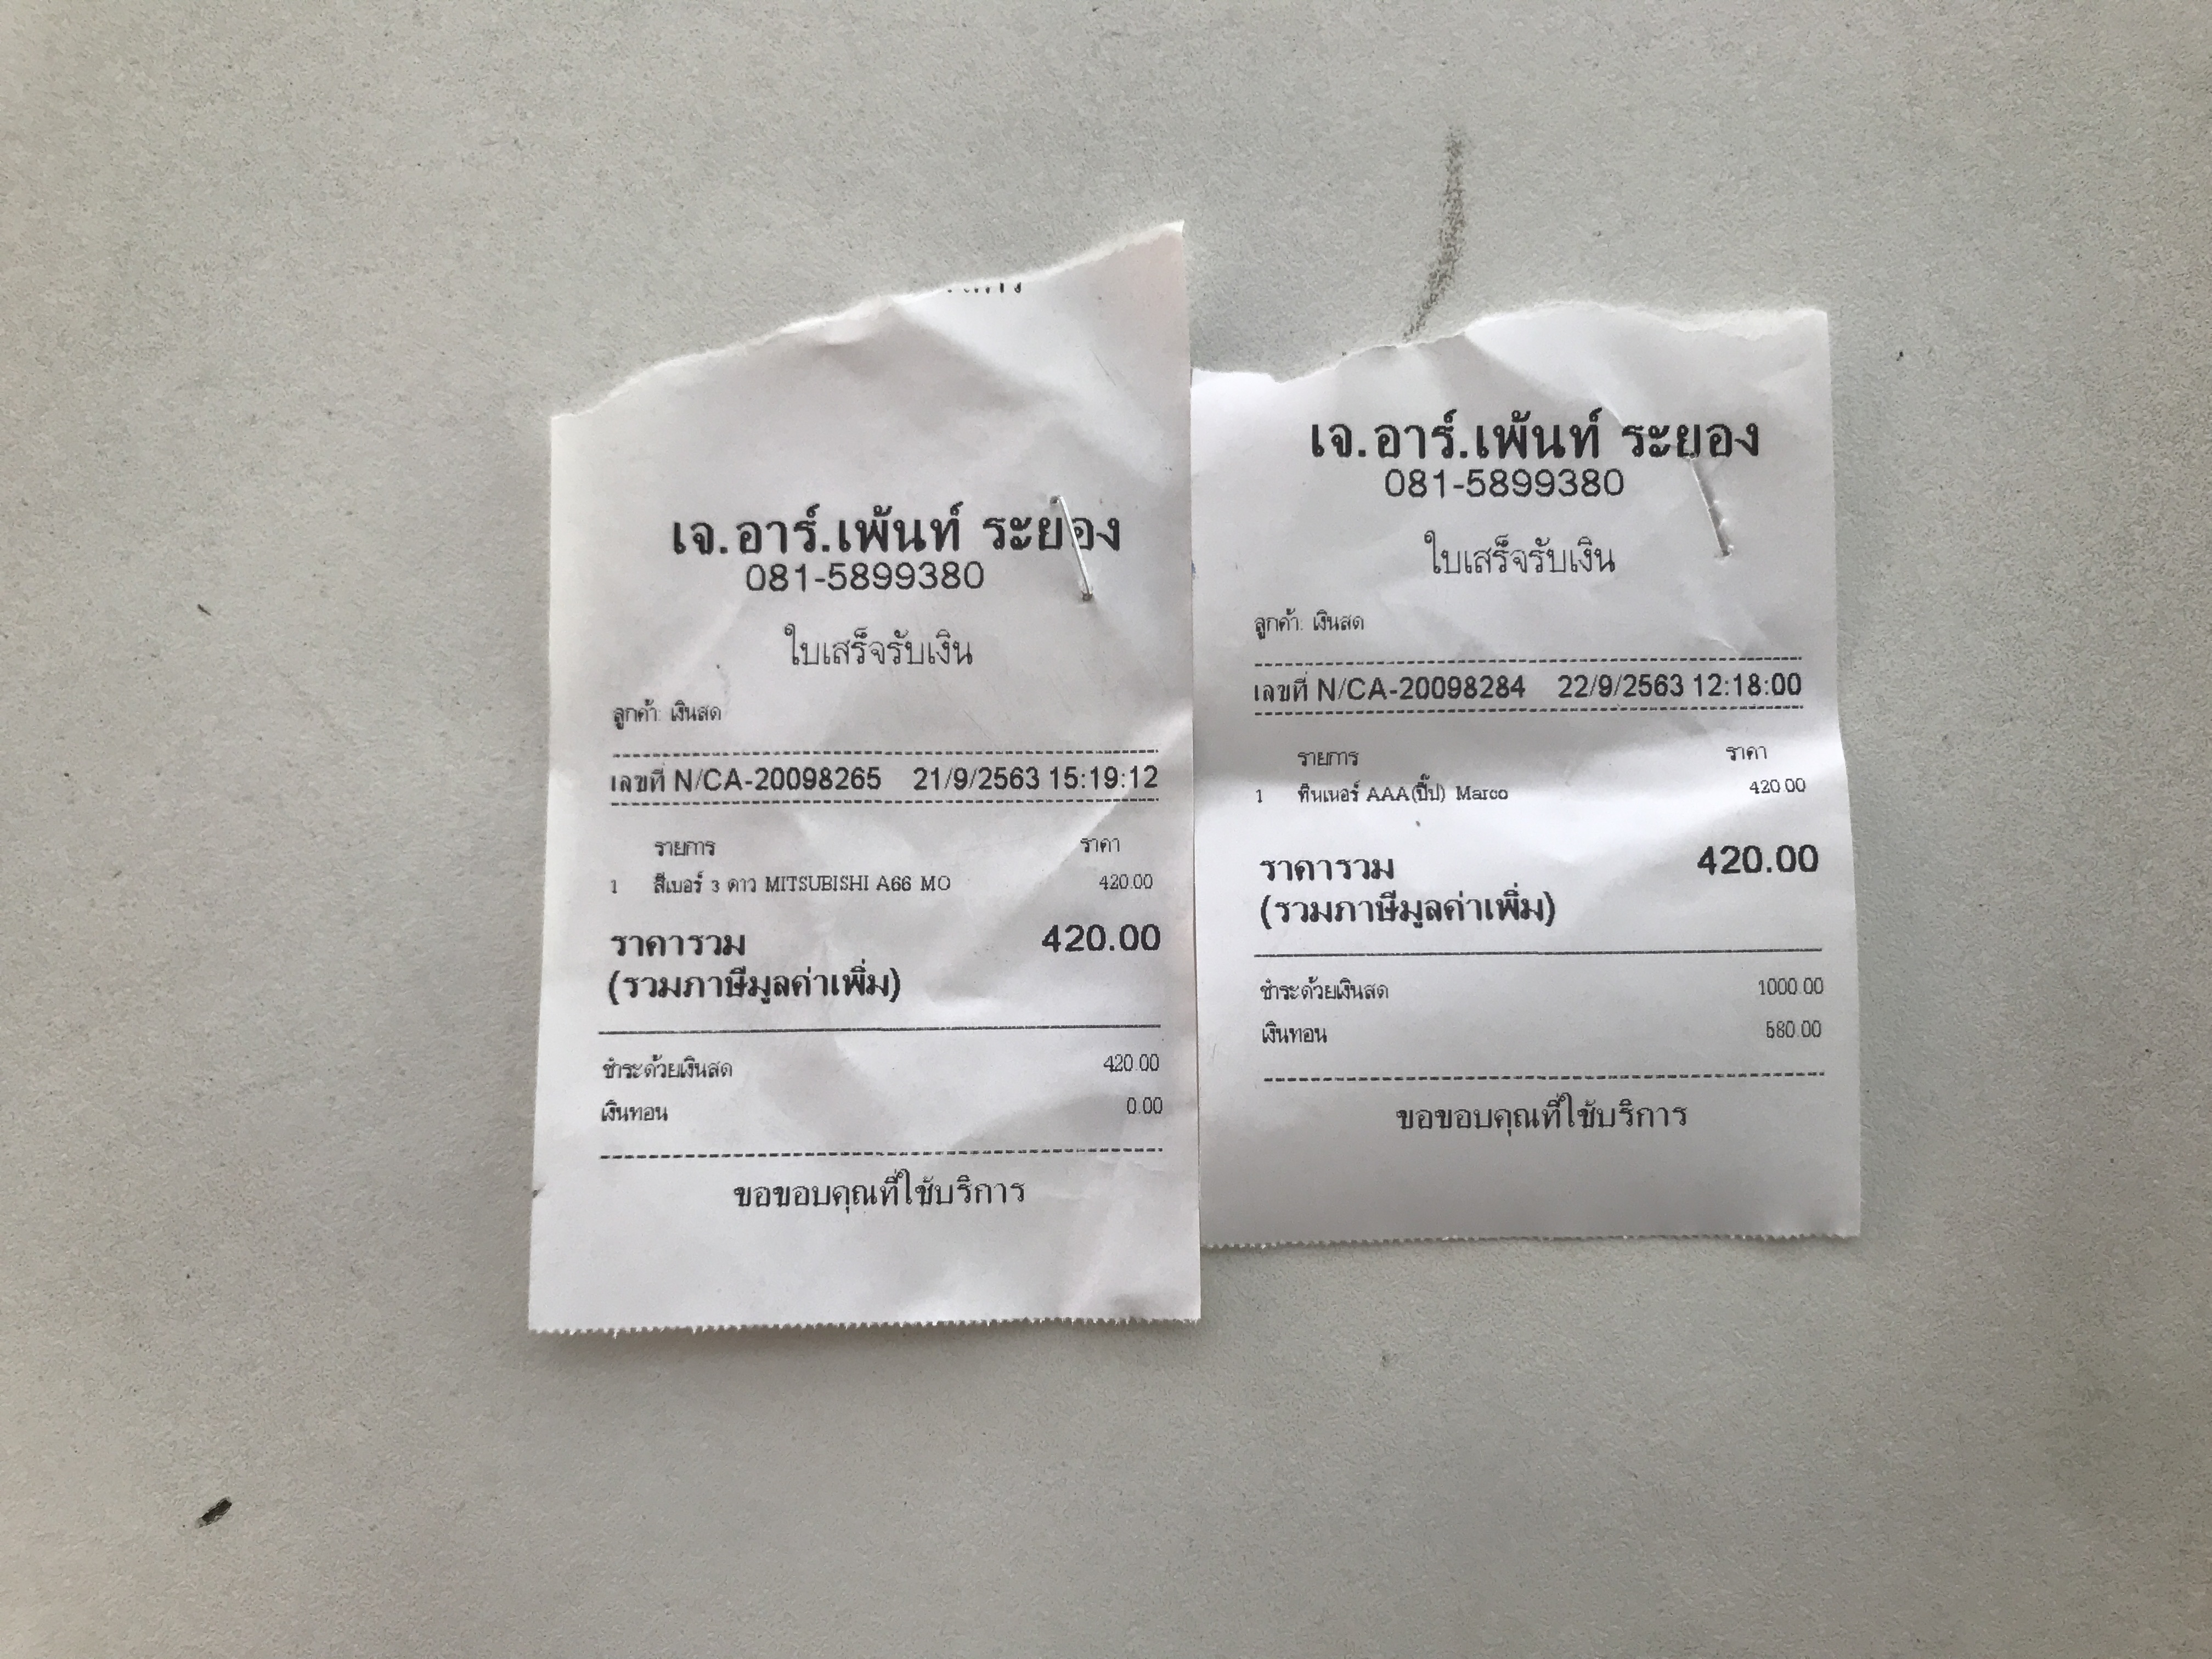 เจ.อาร์.เพ้นท์ ระยอง
081-5899380
ใบเสร็จรับเงิน
ลูกค้า: เงินสด
เลขที่ N/CA-20098265 21/9/2563 15:19:12
รายการ ราคา
1 สีเบอร์ 3 ดาว MITSUBISHI A66 MO 420.00
ราคารวม 420.00
(รวมภาษีมูลค่าเพิ่ม)
ชำระด้วยเงินสด 420.00
เงินทอน 0.00
ขอขอบคุณที่ใช้บริการ
เจ.อาร์.เพ้นท์ ระยอง
081-5899380
ใบเสร็จรับเงิน
ลูกค้า: เงินสด
เลขที่ N/CA-20098284 22/9/2563 12:18:00
รายการ ราคา
1 ทินเนอร์ AAA(ปี๊ป) Marco 420.00
ราคารวม 420.00
(รวมภาษีมูลค่าเพิ่ม)
ชำระด้วยเงินสด 1000.00
เงินทอน 580.00
ขอขอบคุณที่ใช้บริการ